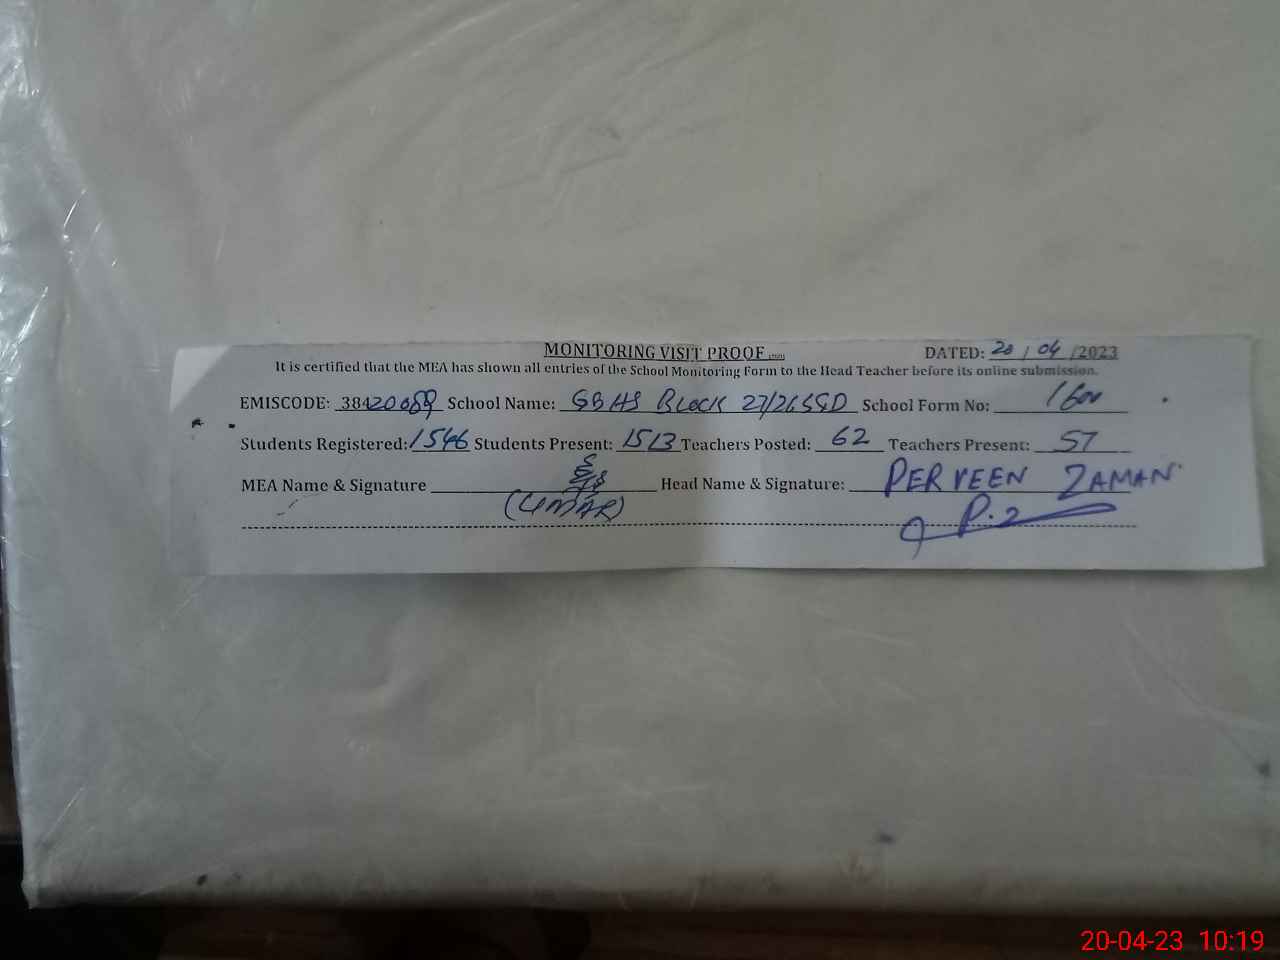 MONITORING VISIT PROOF
DATED: 20 / 04 /2023
It is certified that the MEA has shown all entries of the School Monitoring Form to the Head Teacher before its online submission.
EMISCODE: 38420089 School Name: GGHS BLOCK 27/26 SGD School Form No: 1600
Students Registered: 1546 Students Present: 1513 Teachers Posted: 62 Teachers Present: 57
MEA Name & Signature Head Name & Signature: PERVEEN ZAMAN
(UMAR) P.Z
20-04-23 10:19